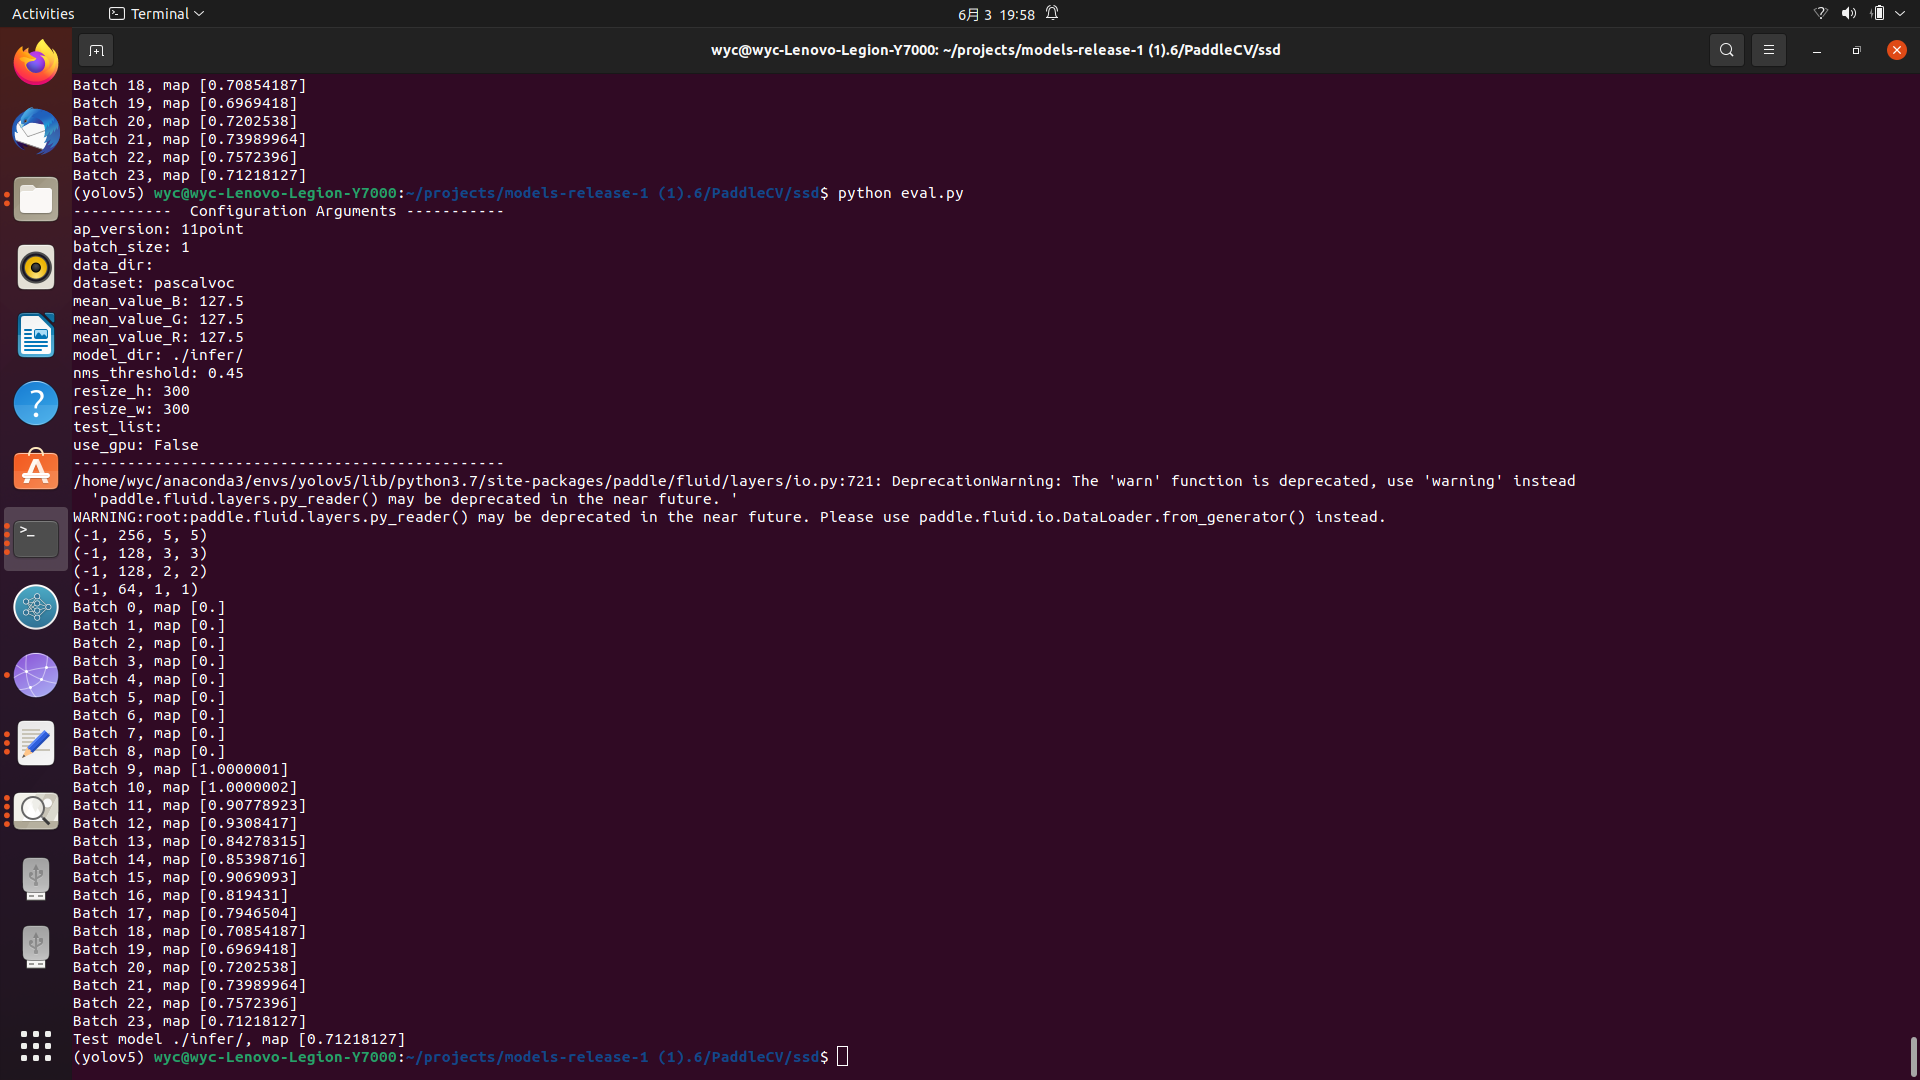 Activities
Terminal
6月 3 19:58
wyc@wyc-Lenovo-Legion-Y7000: ~/projects/models-release-1 (1).6/PaddleCV/ssd
Batch 18, map [0.70854187]
Batch 19, map [0.6969418]
Batch 20, map [0.7202538]
Batch 21, map [0.73989964]
Batch 22, map [0.7572396]
Batch 23, map [0.71218127]
(yolov5) wyc@wyc-Lenovo-Legion-Y7000:~/projects/models-release-1 (1).6/PaddleCV/ssd$ python eval.py
-----------  Configuration Arguments -----------
ap_version: 11point
batch_size: 1
data_dir:
dataset: pascalvoc
mean_value_B: 127.5
mean_value_G: 127.5
mean_value_R: 127.5
model_dir: ./infer/
nms_threshold: 0.45
resize_h: 300
resize_w: 300
test_list:
use_gpu: False
------------------------------------------------
/home/wyc/anaconda3/envs/yolov5/lib/python3.7/site-packages/paddle/fluid/layers/io.py:721: DeprecationWarning: The 'warn' function is deprecated, use 'warning' instead
  'paddle.fluid.layers.py_reader() may be deprecated in the near future. '
WARNING:root:paddle.fluid.layers.py_reader() may be deprecated in the near future. Please use paddle.fluid.io.DataLoader.from_generator() instead.
(-1, 256, 5, 5)
(-1, 128, 3, 3)
(-1, 128, 2, 2)
(-1, 64, 1, 1)
Batch 0, map [0.]
Batch 1, map [0.]
Batch 2, map [0.]
Batch 3, map [0.]
Batch 4, map [0.]
Batch 5, map [0.]
Batch 6, map [0.]
Batch 7, map [0.]
Batch 8, map [0.]
Batch 9, map [1.0000001]
Batch 10, map [1.0000002]
Batch 11, map [0.90778923]
Batch 12, map [0.9308417]
Batch 13, map [0.84278315]
Batch 14, map [0.85398716]
Batch 15, map [0.9069093]
Batch 16, map [0.819431]
Batch 17, map [0.7946504]
Batch 18, map [0.70854187]
Batch 19, map [0.6969418]
Batch 20, map [0.7202538]
Batch 21, map [0.73989964]
Batch 22, map [0.7572396]
Batch 23, map [0.71218127]
Test model ./infer/, map [0.71218127]
(yolov5) wyc@wyc-Lenovo-Legion-Y7000:~/projects/models-release-1 (1).6/PaddleCV/ssd$